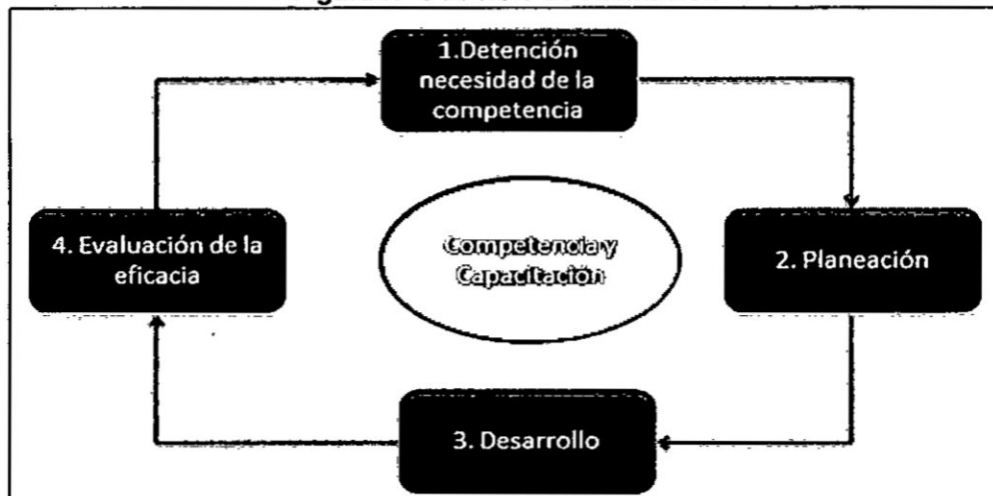 1.Detención
necesidad de la
competencia
4. Evaluación de la
eficacia
Competencia y
Capacitación
2. Planeación
3. Desarrollo